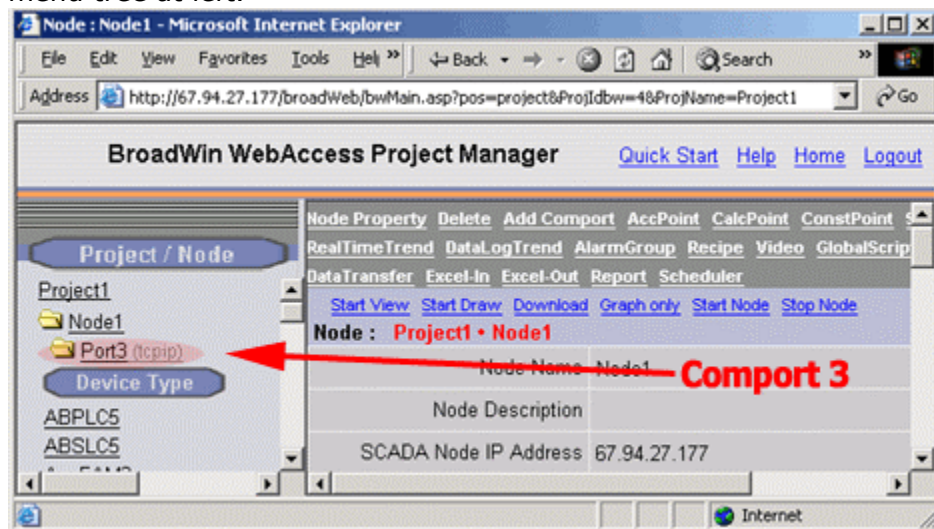 Node : Node1 - Microsoft Internet Explorer
File Edit View Favorites Tools Help » Back Search »
Address http://67.94.27.177/broadWeb/bwMain.asp?pos=project&ProjIdbw=4&ProjName=Project1 Go
BroadWin WebAccess Project Manager Quick Start Help Home Logout
Node Property Delete Add Comport AccPoint CalcPoint ConstPoint
Project / Node
RealTimeTrend DataLogTrend AlarmGroup Recipe Video GlobalScrip
DataTransfer Excel-In Excel-Out Report Scheduler
Project1
Start View Start Draw Download Graph only Start Node Stop Node
Node1
Node : Project1 • Node1
Port3 (tcpip)
Node Name Node1
Comport 3
Device Type
Node Description
ABPLC5
ABSLC5
SCADA Node IP Address 67.94.27.177
Internet